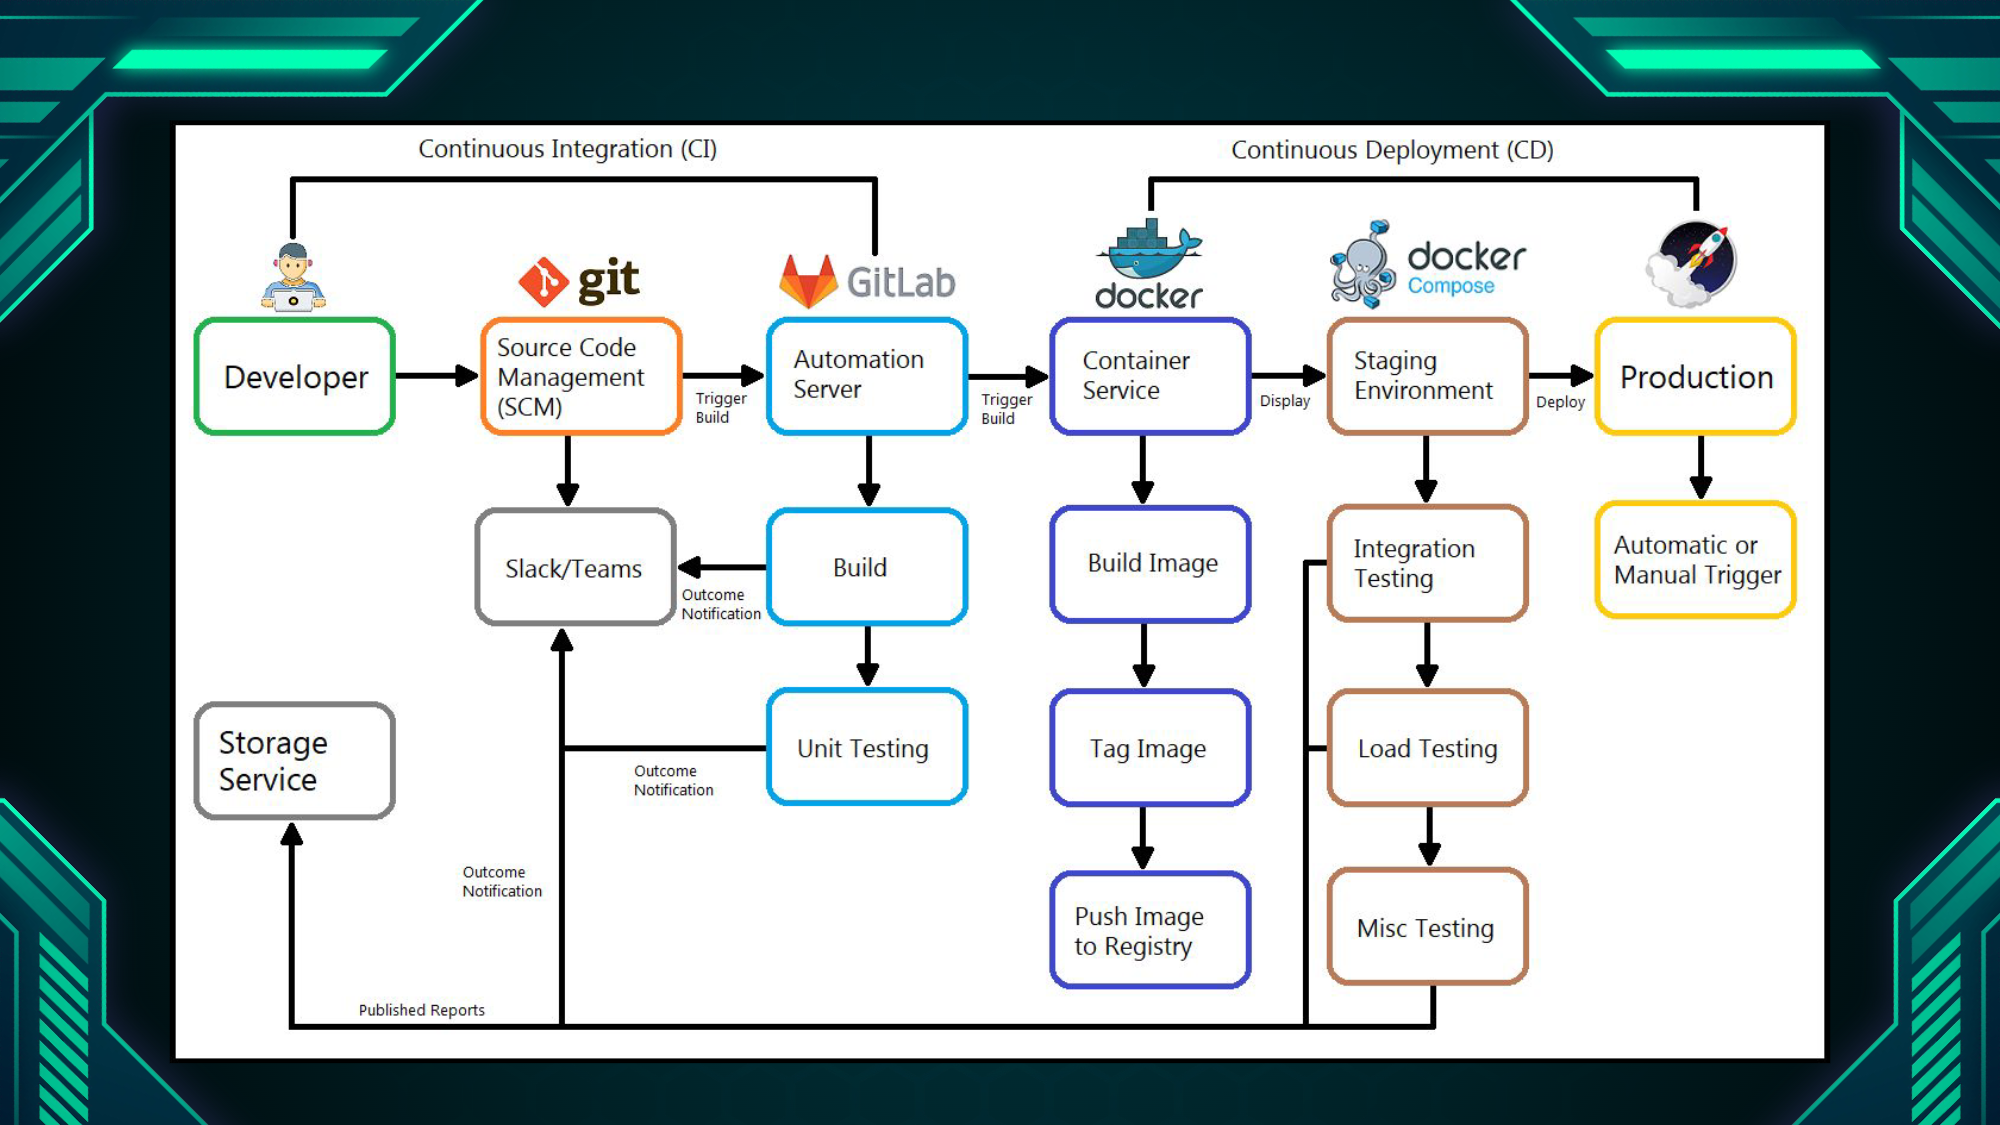 Continuous Integration (CI)
Continuous Deployment (CD)
git
GitLab
docker
docker
Compose
Developer
Source Code
Management
(SCM)
Trigger
Build
Automation
Server
Trigger
Build
Container
Service
Display
Staging
Environment
Deploy
Production
Slack/Teams
Outcome
Notification
Build
Build Image
Integration
Testing
Automatic or
Manual Trigger
Storage
Service
Outcome
Notification
Unit Testing
Tag Image
Load Testing
Outcome
Notification
Push Image
to Registry
Misc Testing
Published Reports